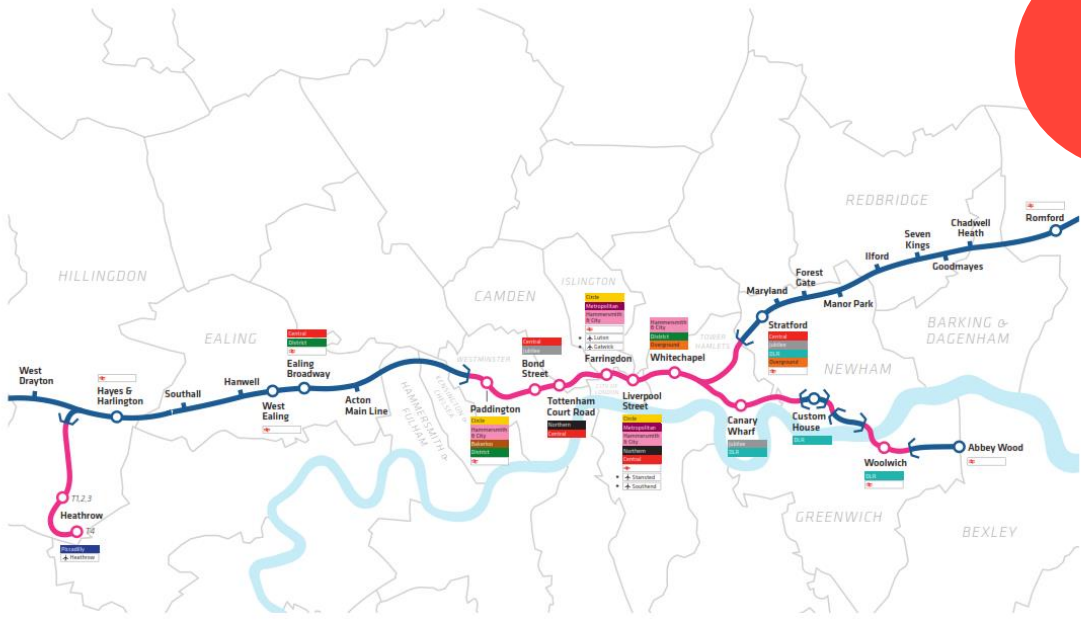 REDBRIDGE
Romford
Chadwell
Heath
Seven
Kings
Goodmayes
Ilford
Forest
Gate
Manor Park
Maryland
Stratford
Central
Jubilee
DLR
Overground
BARKING &
DAGENHAM
NEWHAM
HILLINGDON
EALING
CAMDEN
ISLINGTON
Circle
Metropolitan
Hammersmith
& City
Luton
Gatwick
Farringdon
Hammersmith
& City
District
Overground
Whitechapel
TOWER
HAMLETS
WESTMINSTER
Central
Jubilee
Bond
Street
Central
District
Ealing
Broadway
West
Drayton
Hayes &
Harlington
Southall
Hanwell
West
Ealing
Acton
Main Line
HAMMERSMITH &
FULHAM
KENSINGTON &
CHELSEA
Paddington
Circle
Hammersmith
& City
Bakerloo
District
Tottenham
Court Road
Northern
Central
CITY OF
LONDON
Liverpool
Street
Circle
Metropolitan
Hammersmith
& City
Northern
Central
Stansted
Southend
Canary
Wharf
Jubilee
DLR
Custom
House
DLR
Woolwich
DLR
Abbey Wood
T1,2,3
Heathrow
T4
Piccadilly
Heathrow
GREENWICH
BEXLEY